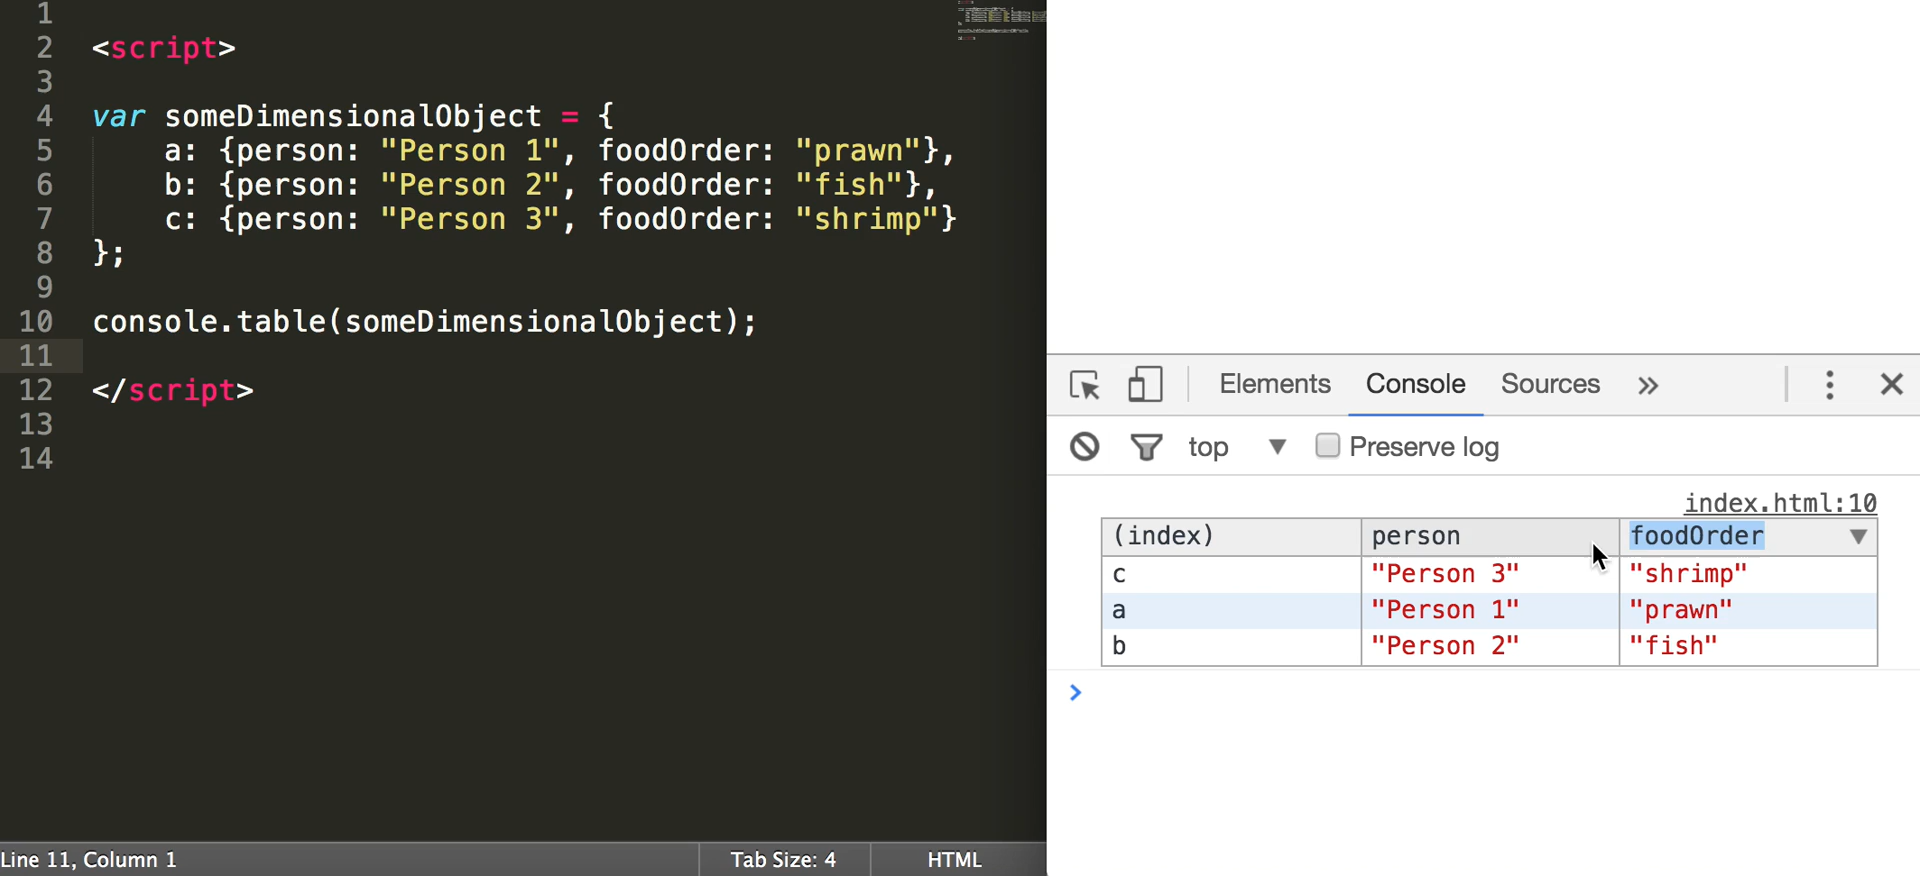 1
2 <script>
3
4 var someDimensionalObject = {
5 a: {person: "Person 1", foodOrder: "prawn"},
6 b: {person: "Person 2", foodOrder: "fish"},
7 c: {person: "Person 3", foodOrder: "shrimp"}
8 };
9
10 console.table(someDimensionalObject);
11
12 </script>
13
14
Line 11, Column 1 Tab Size: 4 HTML
Elements Console Sources »
top ▼ Preserve log
index.html:10
(index) person foodOrder ▼
c "Person 3" "shrimp"
a "Person 1" "prawn"
b "Person 2" "fish"
>